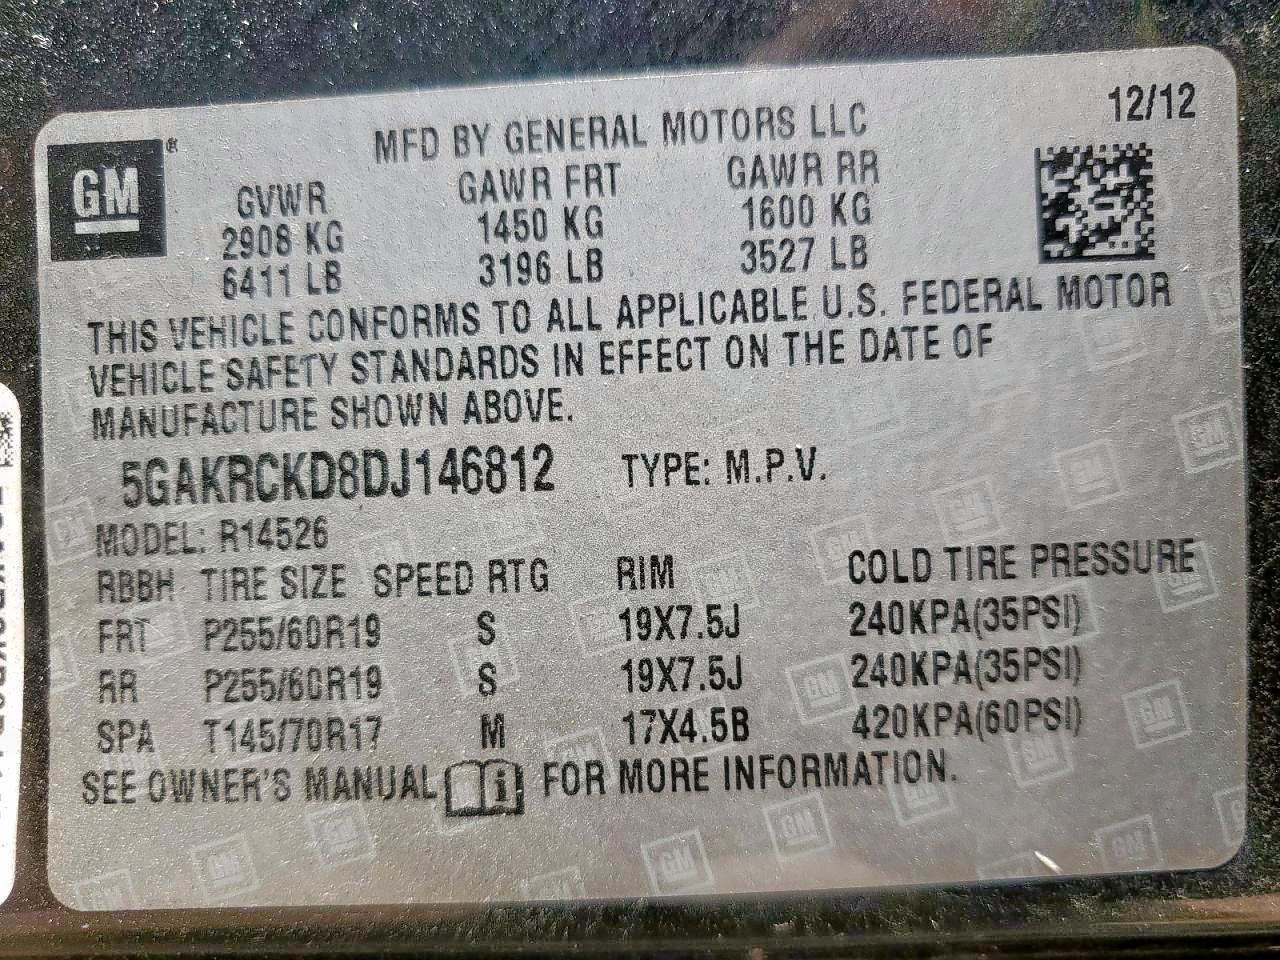 12/12
GM®
MFD BY GENERAL MOTORS LLC
GVWR GAWR FRT GAWR RR
2908 KG 1450 KG 1600 KG
6411 LB 3196 LB 3527 LB
THIS VEHICLE CONFORMS TO ALL APPLICABLE U.S. FEDERAL MOTOR
VEHICLE SAFETY STANDARDS IN EFFECT ON THE DATE OF
MANUFACTURE SHOWN ABOVE.
5GAKRCKD8DJ146812 TYPE: M.P.V.
MODEL: R14526
RBBH TIRE SIZE SPEED RTG RIM COLD TIRE PRESSURE
FRT P255/60R19 S 19X7.5J 240KPA(35PSI)
RR P255/60R19 S 19X7.5J 240KPA(35PSI)
SPA T145/70R17 M 17X4.5B 420KPA(60PSI)
SEE OWNER'S MANUAL i FOR MORE INFORMATION.